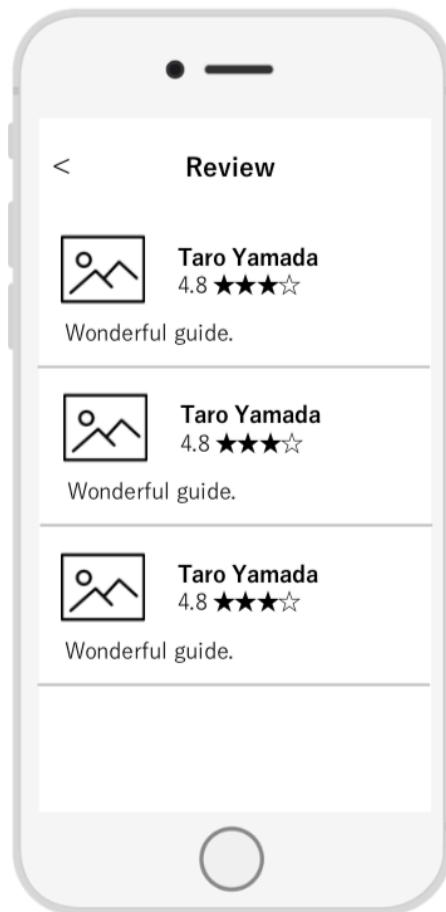 < Review
Taro Yamada
4.8 ★★★☆
Wonderful guide.
Taro Yamada
4.8 ★★★☆
Wonderful guide.
Taro Yamada
4.8 ★★★☆
Wonderful guide.